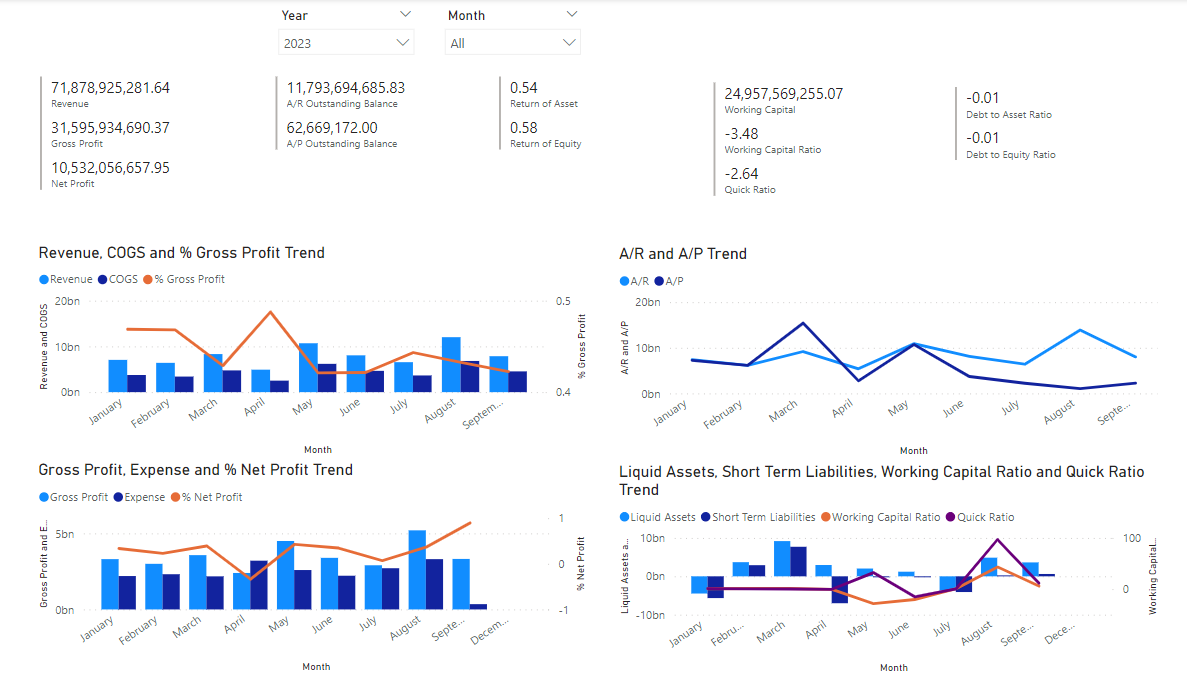 Year
Month
2023
All
71,878,925,281.64
Revenue
31,595,934,690.37
Gross Profit
10,532,056,657.95
Net Profit
11,793,694,685.83
A/R Outstanding Balance
62,669,172.00
A/P Outstanding Balance
0.54
Return of Asset
0.58
Return of Equity
24,957,569,255.07
Working Capital
-3.48
Working Capital Ratio
-2.64
Quick Ratio
-0.01
Debt to Asset Ratio
-0.01
Debt to Equity Ratio
Revenue, COGS and % Gross Profit Trend
Revenue COGS % Gross Profit
Revenue and COGS
20bn
10bn
0bn
0.5
0.4
% Gross Profit
January February March April May June July August Septem...
Month
A/R and A/P Trend
A/R A/P
A/R and A/P
20bn
10bn
0bn
January February March April May June July August Septe...
Month
Gross Profit, Expense and % Net Profit Trend
Gross Profit Expense % Net Profit
Gross Profit and E...
5bn
0bn
1
0
-1
% Net Profit
January February March April May June July August Septe... Decem...
Month
Liquid Assets, Short Term Liabilities, Working Capital Ratio and Quick Ratio
Trend
Liquid Assets Short Term Liabilities Working Capital Ratio Quick Ratio
Liquid Assets a...
10bn
0bn
-10bn
100
0
Working Capital...
January Febru... March April May June July August Septe... Dece...
Month